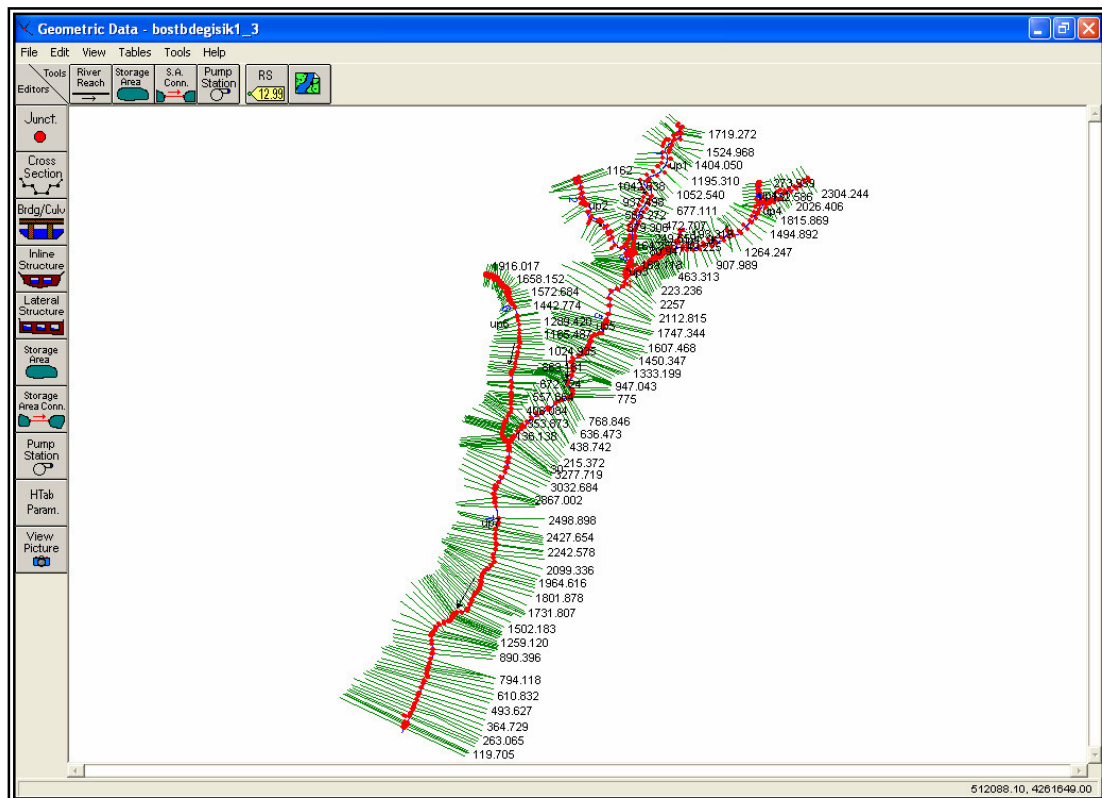 Geometric Data - bostbdegisik1_3
File Edit View Tables Tools Help
Tools
Editors
River
Reach
Storage
Area
S.A.
Conn.
Pump
Station
RS
12.99
Junct.
Cross
Section
Brdg/Culv
Inline
Structure
Lateral
Structure
Storage
Area
Storage
Area Conn.
Pump
Station
HTab
Param.
View
Picture
1719.272
1524.968
up1
1404.050
1195.310
1052.540
677.111
1162
up2
2304.244
2026.406
up4
1815.869
1494.892
1264.247
907.989
463.313
223.236
2257
2112.815
up5
1747.344
1607.468
1450.347
1333.199
947.043
775
768.846
636.473
438.742
215.372
1916.017
1658.152
1572.684
1442.774
up6
3277.719
3032.684
2867.002
2498.898
2427.654
2242.578
2099.336
1964.616
1801.878
1731.807
1502.183
1259.120
890.396
794.118
610.832
493.627
364.729
263.065
119.705
512088.10, 4261649.00